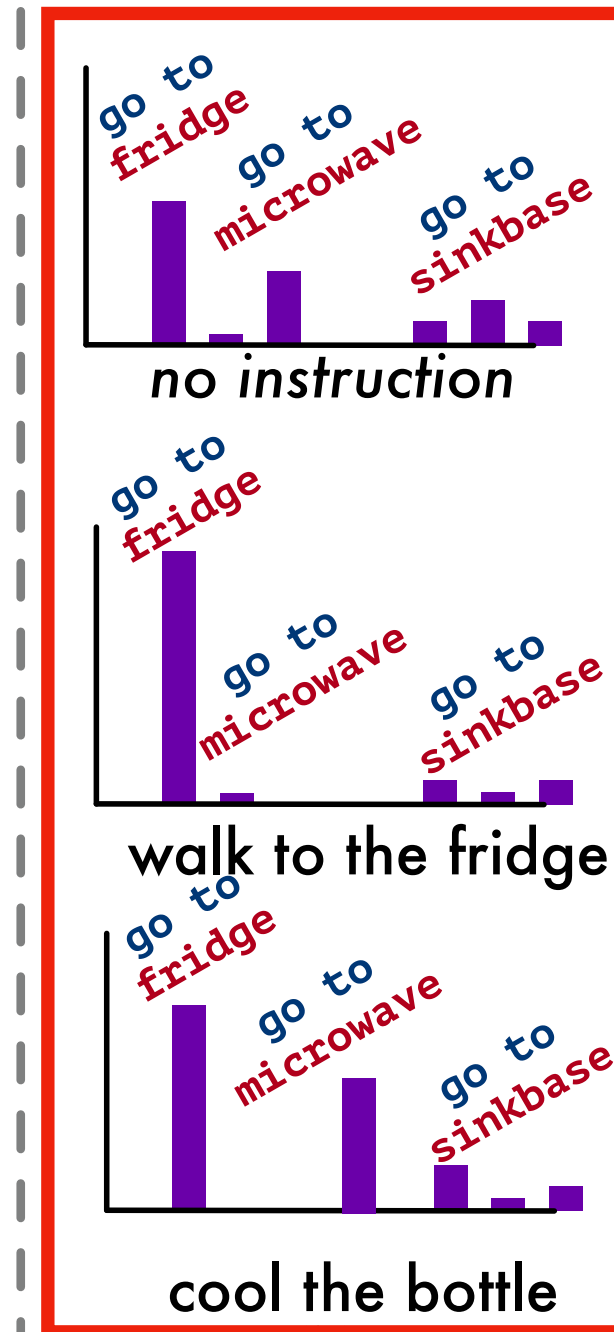 go to
fridge
go to
microwave
go to
sinkbase
no instruction
go to
fridge
go to
microwave
go to
sinkbase
walk to the fridge
go to
fridge
go to
microwave
go to
sinkbase
cool the bottle